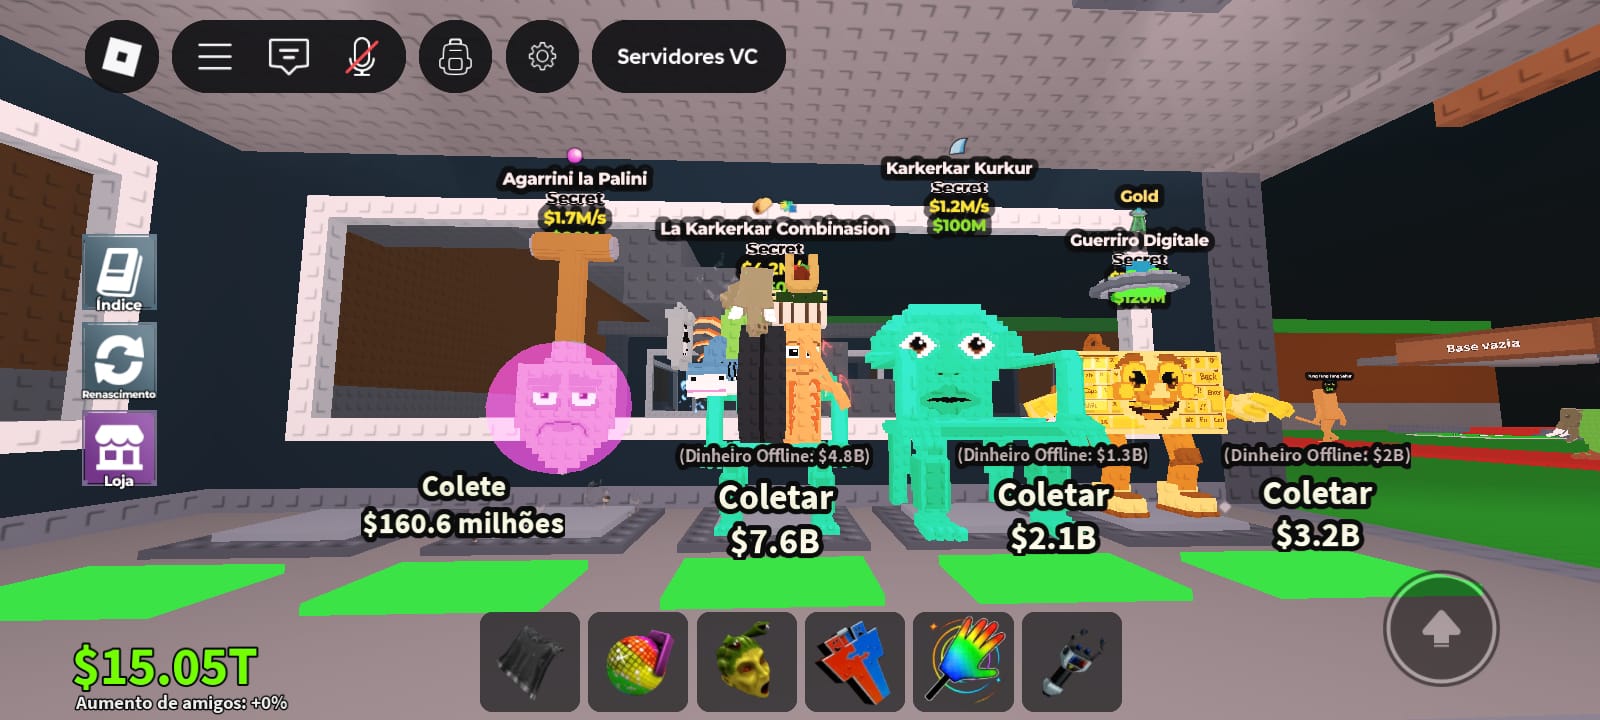 Servidores VC
Agarrini la Palini
Secret
$1.7M/s
La Karkerkar Combinasion
Secret
Karkerkar Kurkur
Secret
$1.2M/s
$100M
Gold
Guerriro Digitale
Secret
$120M
Índice
Renascimento
Loja
Base vazia
Colete
$160.6 milhões
(Dinheiro Offline: $4.8B)
Coletar
$7.6B
(Dinheiro Offline: $1.3B)
Coletar
$2.1B
(Dinheiro Offline: $2B)
Coletar
$3.2B
$15.05T
Aumento de amigos: +0%